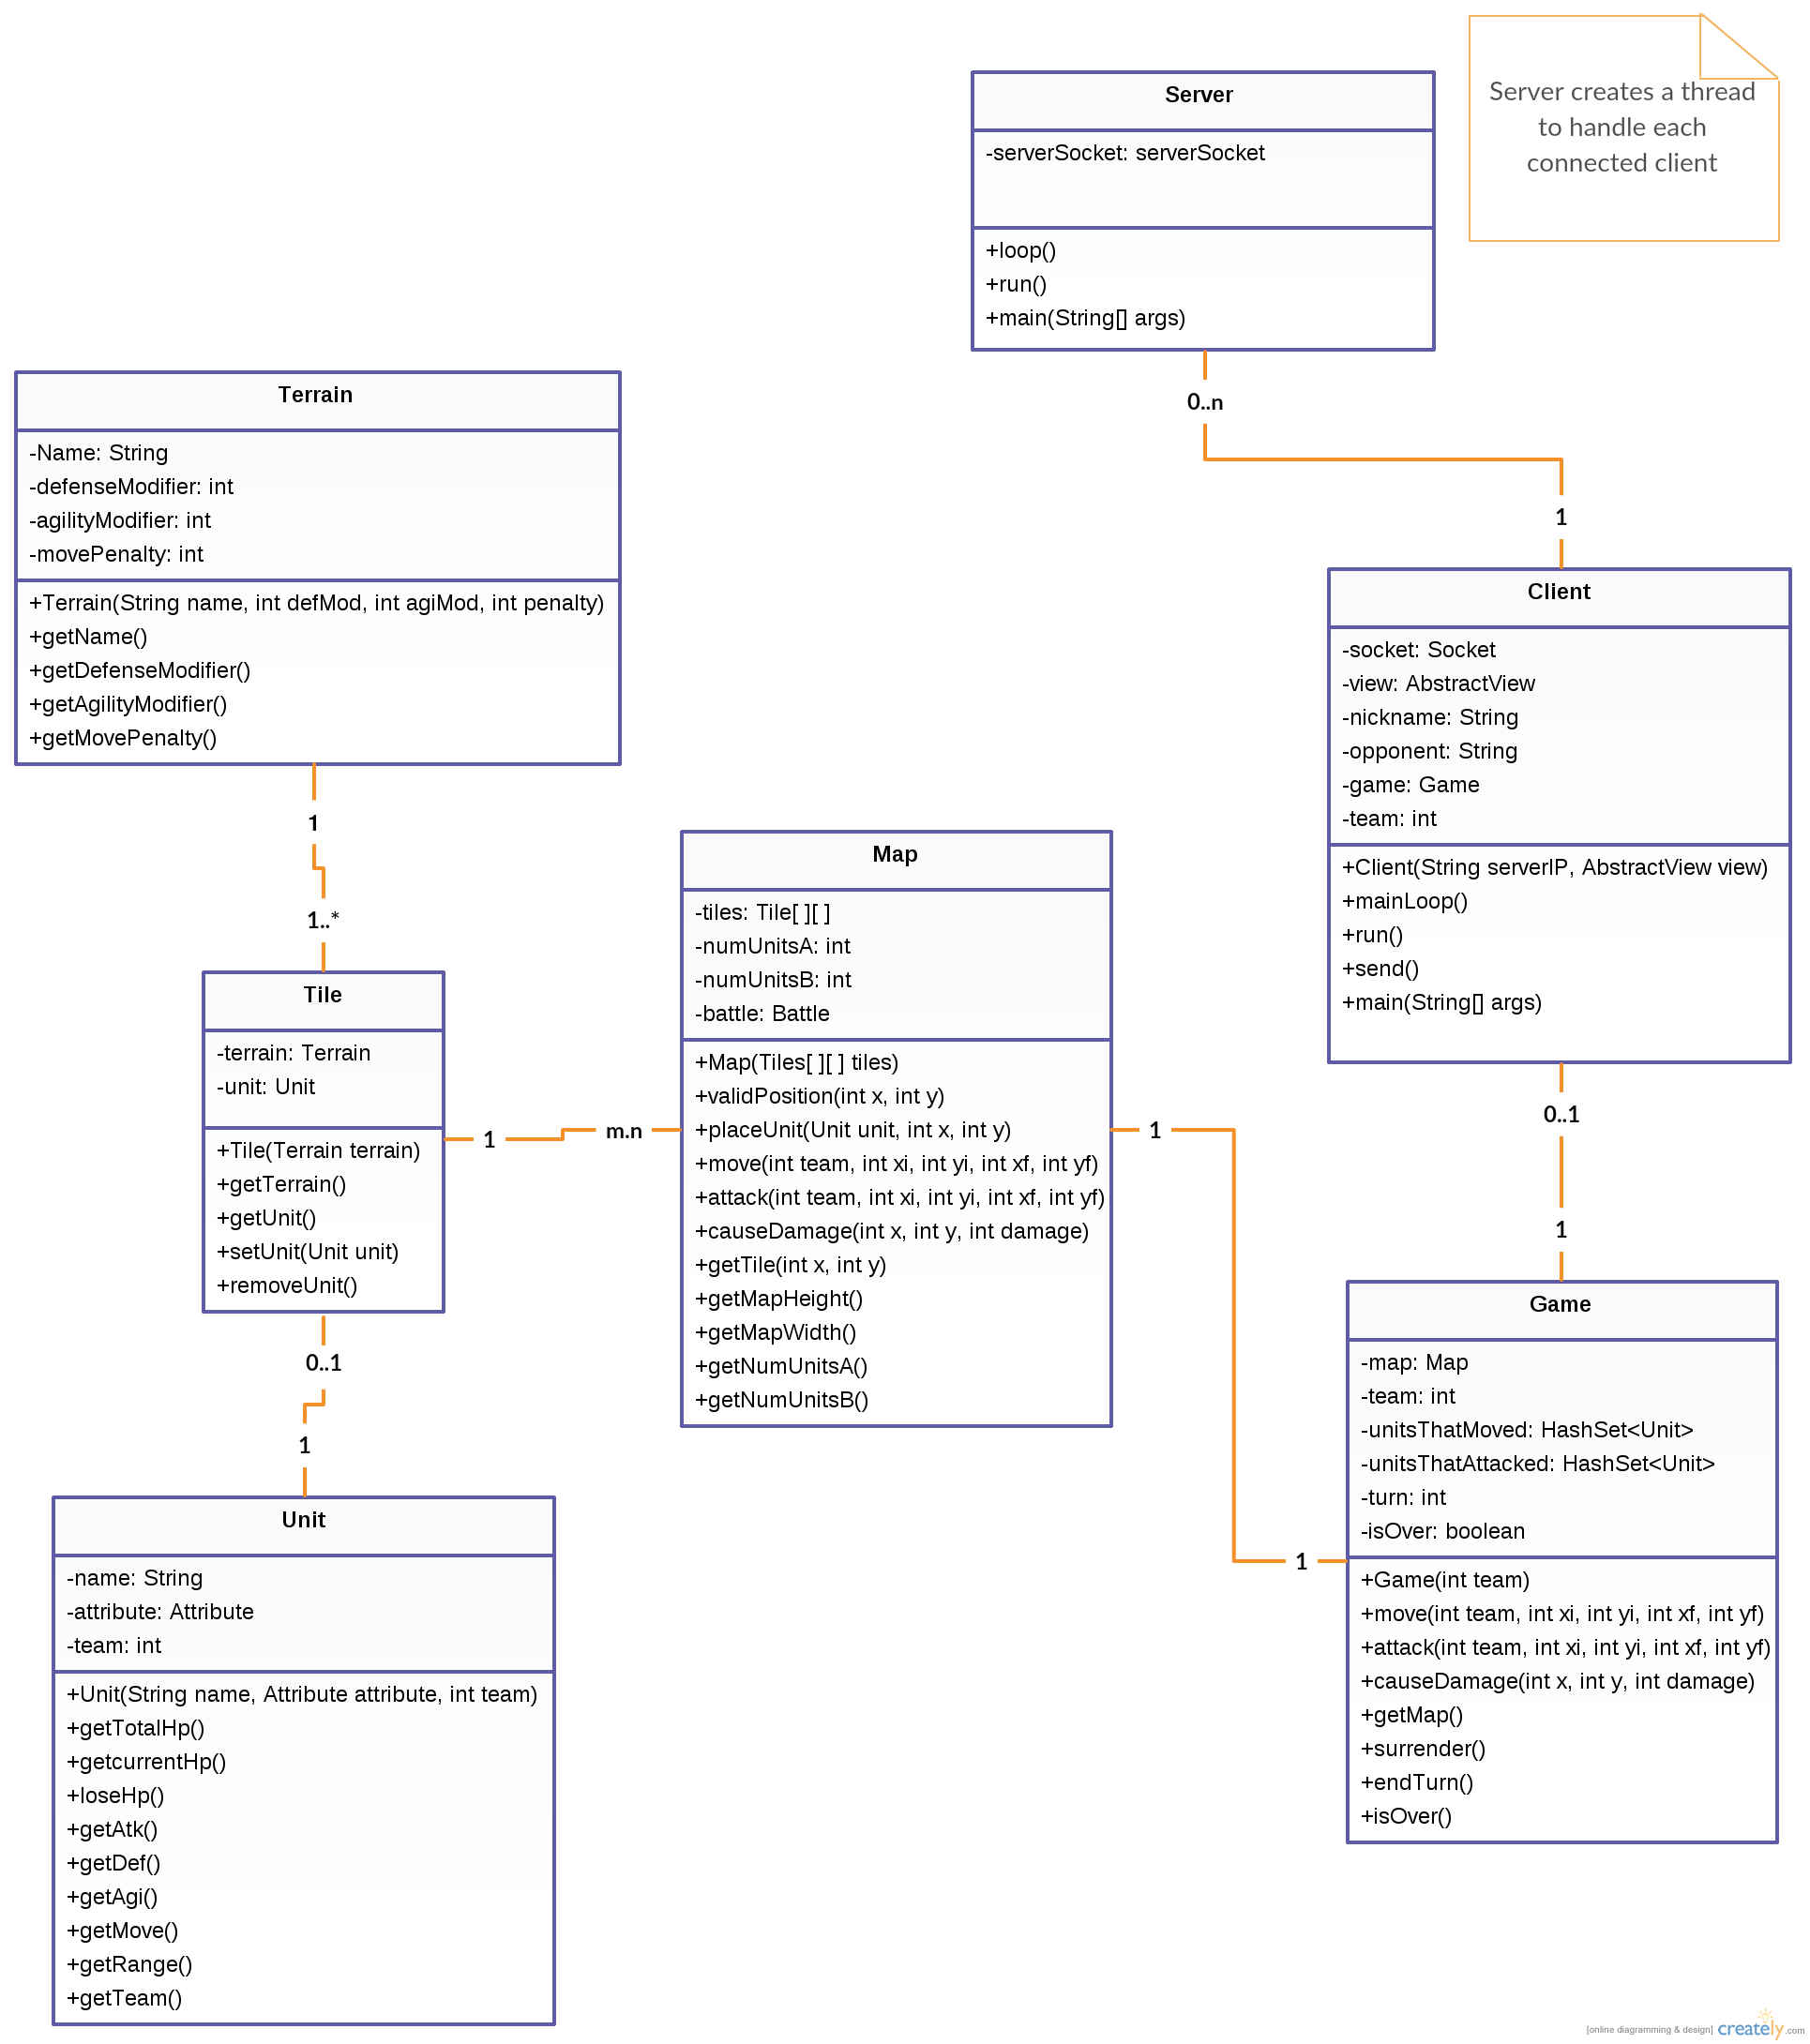 Server creates a thread
to handle each
connected client
Server
-serverSocket: serverSocket
+loop()
+run()
+main(String[] args)
0..n
1
Terrain
-Name: String
-defenseModifier: int
-agilityModifier: int
-movePenalty: int
+Terrain(String name, int defMod, int agiMod, int penalty)
+getName()
+getDefenseModifier()
+getAgilityModifier()
+getMovePenalty()
1
1..*
Client
-socket: Socket
-view: AbstractView
-nickname: String
-opponent: String
-game: Game
-team: int
+Client(String serverIP, AbstractView view)
+mainLoop()
+run()
+send()
+main(String[] args)
0..1
1
Map
-tiles: Tile[ ][ ]
-numUnitsA: int
-numUnitsB: int
-battle: Battle
+Map(Tiles[ ][ ] tiles)
+validPosition(int x, int y)
+placeUnit(Unit unit, int x, int y)
+move(int team, int xi, int yi, int xf, int yf)
+attack(int team, int xi, int yi, int xf, int yf)
+causeDamage(int x, int y, int damage)
+getTile(int x, int y)
+getMapHeight()
+getMapWidth()
+getNumUnitsA()
+getNumUnitsB()
1
1
Tile
-terrain: Terrain
-unit: Unit
+Tile(Terrain terrain)
+getTerrain()
+getUnit()
+setUnit(Unit unit)
+removeUnit()
1
m.n
0..1
1
Game
-map: Map
-team: int
-unitsThatMoved: HashSet<Unit>
-unitsThatAttacked: HashSet<Unit>
-turn: int
-isOver: boolean
+Game(int team)
+move(int team, int xi, int yi, int xf, int yf)
+attack(int team, int xi, int yi, int xf, int yf)
+causeDamage(int x, int y, int damage)
+getMap()
+surrender()
+endTurn()
+isOver()
Unit
-name: String
-attribute: Attribute
-team: int
+Unit(String name, Attribute attribute, int team)
+getTotalHp()
+getcurrentHp()
+loseHp()
+getAtk()
+getDef()
+getAgi()
+getMove()
+getRange()
+getTeam()
[online diagramming & design] creately.com